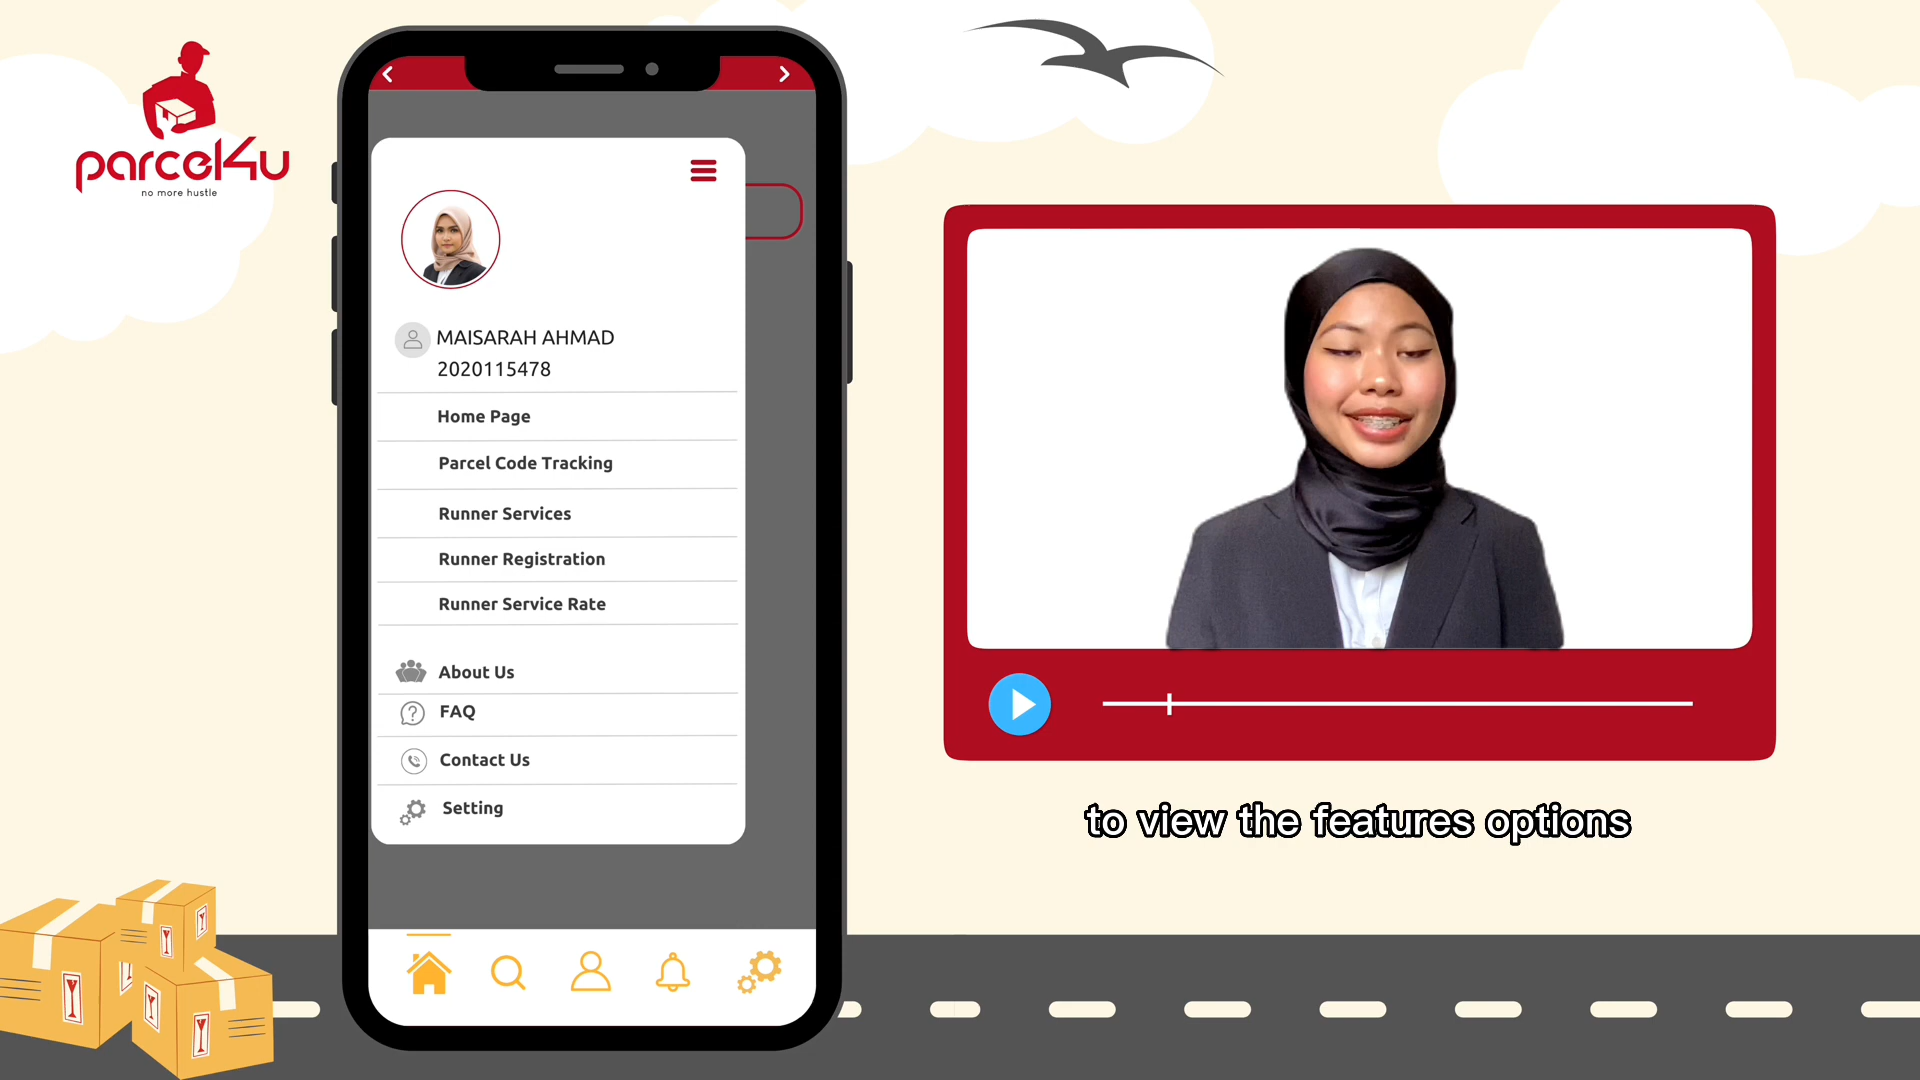 parcel4u
no more hustle
MAISARAH AHMAD
2020115478
Home Page
Parcel Code Tracking
Runner Services
Runner Registration
Runner Service Rate
About Us
FAQ
Contact Us
Setting
to view the features options